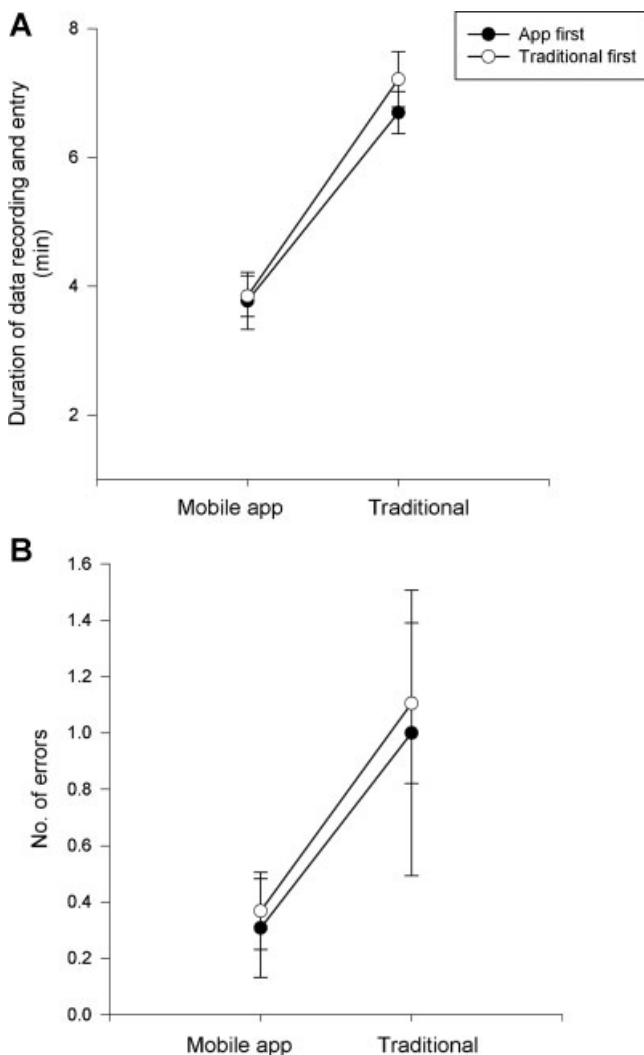 A
App first
Traditional first
Duration of data recording and entry
(min)
8
6
4
2
Mobile app Traditional
B
No. of errors
1.6
1.4
1.2
1.0
0.8
0.6
0.4
0.2
0.0
Mobile app Traditional